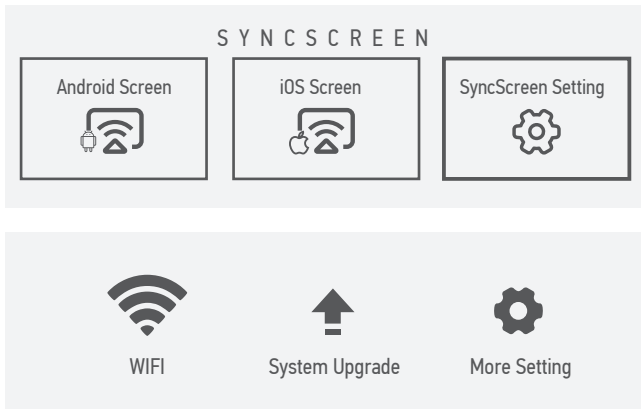 SYNCSCREEN
Android Screen
iOS Screen
SyncScreen Setting
WIFI
System Upgrade
More Setting